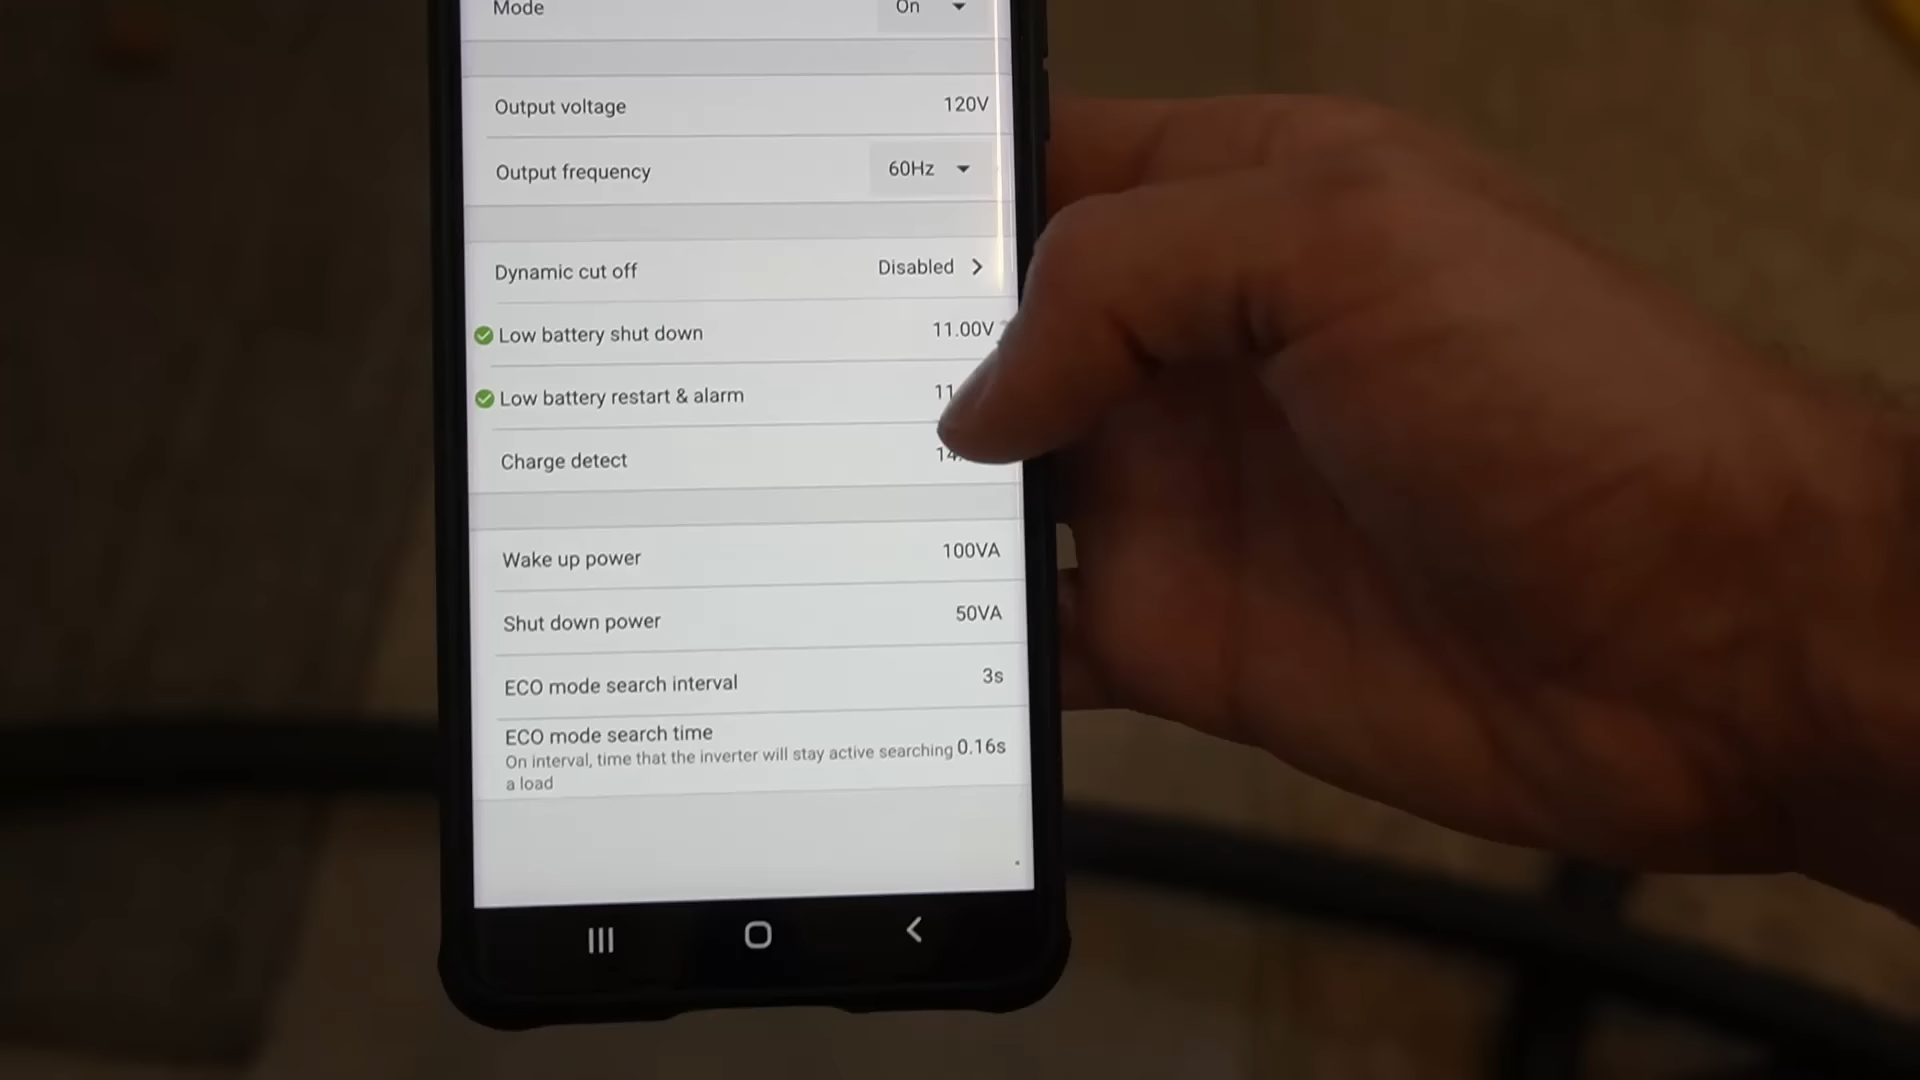 Mode On
Output voltage 120V
Output frequency 60Hz
Dynamic cut off Disabled
Low battery shut down 11.00V
Low battery restart & alarm 11
Charge detect 14.
Wake up power 100VA
Shut down power 50VA
ECO mode search interval 3s
ECO mode search time
On interval, time that the inverter will stay active searching 0.16s
a load